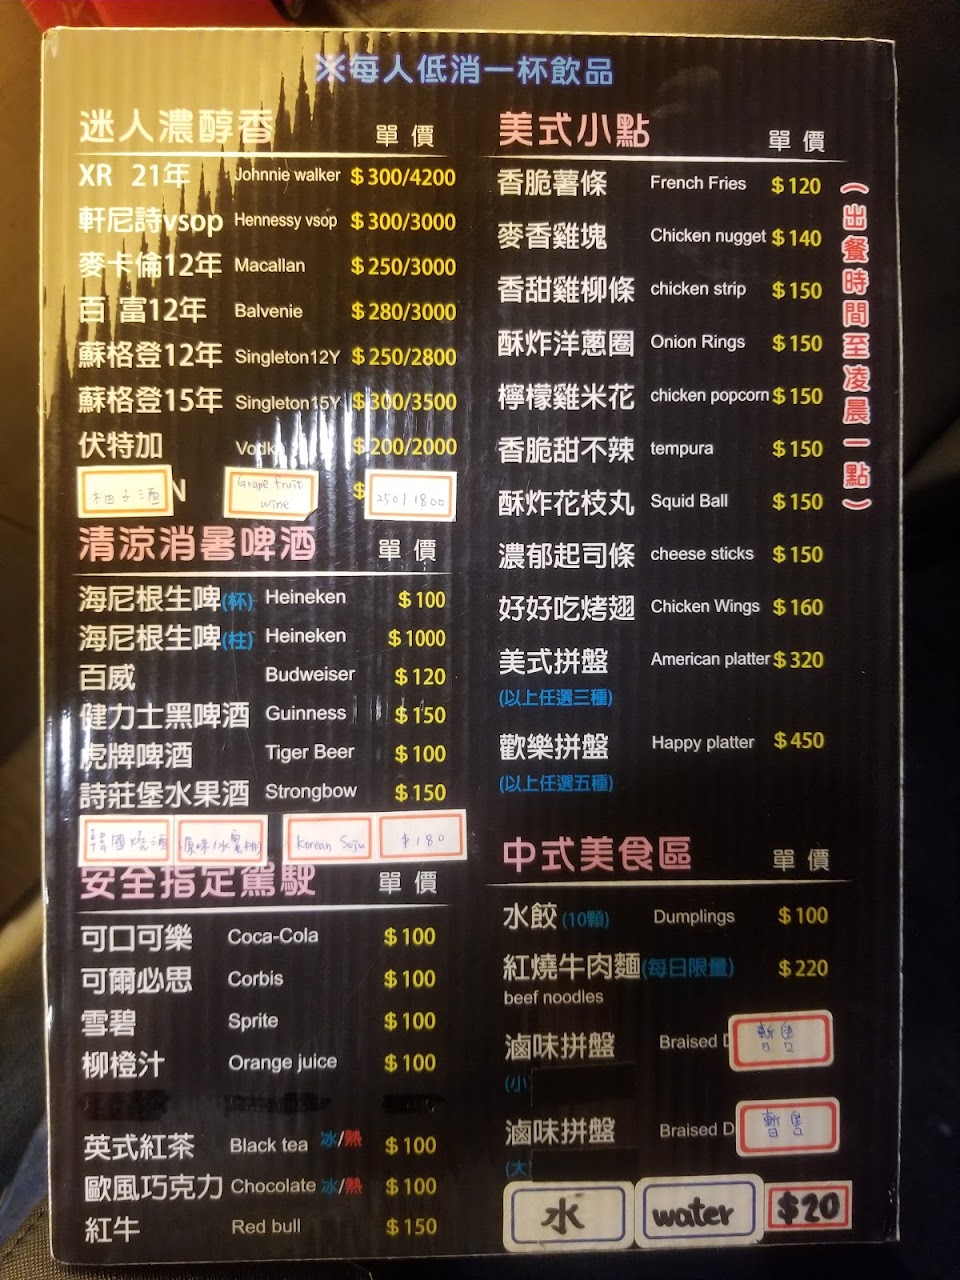 ※每人低消一杯飲品
迷人濃醇香 單價
XR 21年 Johnnie walker $300/4200
軒尼詩vsop Hennessy vsop $300/3000
麥卡倫12年 Macallan $250/3000
百富12年 Balvenie $280/3000
蘇格登12年 Singleton12Y $250/2800
蘇格登15年 Singleton15Y $300/3500
伏特加 Vodka $200/2000
柚子酒 N Grape fruit wine $ 250/1800
清涼消暑啤酒 單價
海尼根生啤(杯) Heineken $100
海尼根生啤(柱) Heineken $1000
百威 Budweiser $120
健力士黑啤酒 Guinness $150
虎牌啤酒 Tiger Beer $100
詩莊堡水果酒 Strongbow $150
韓國燒酒 原味/水蜜桃 Korean Soju $180
安全指定駕駛 單價
可口可樂 Coca-Cola $100
可爾必思 Corbis $100
雪碧 Sprite $100
柳橙汁 Orange juice $100
英式紅茶 Black tea 冰/熱 $100
歐風巧克力 Chocolate 冰/熱 $100
紅牛 Red bull $150
美式小點 單價
香脆薯條 French Fries $120
麥香雞塊 Chicken nugget $140
香甜雞柳條 chicken strip $150
酥炸洋蔥圈 Onion Rings $150
檸檬雞米花 chicken popcorn $150
香脆甜不辣 tempura $150
酥炸花枝丸 Squid Ball $150
濃郁起司條 cheese sticks $150
好好吃烤翅 Chicken Wings $160
美式拼盤 American platter $320
(以上任選三種)
歡樂拼盤 Happy platter $450
(以上任選五種)
(出餐時間至凌晨一點)
中式美食區 單價
水餃(10顆) Dumplings $100
紅燒牛肉麵(每日限量) $220
beef noodles
滷味拼盤 Braised D 暫售
(小
滷味拼盤 Braised D 暫售
(大
水 water $20